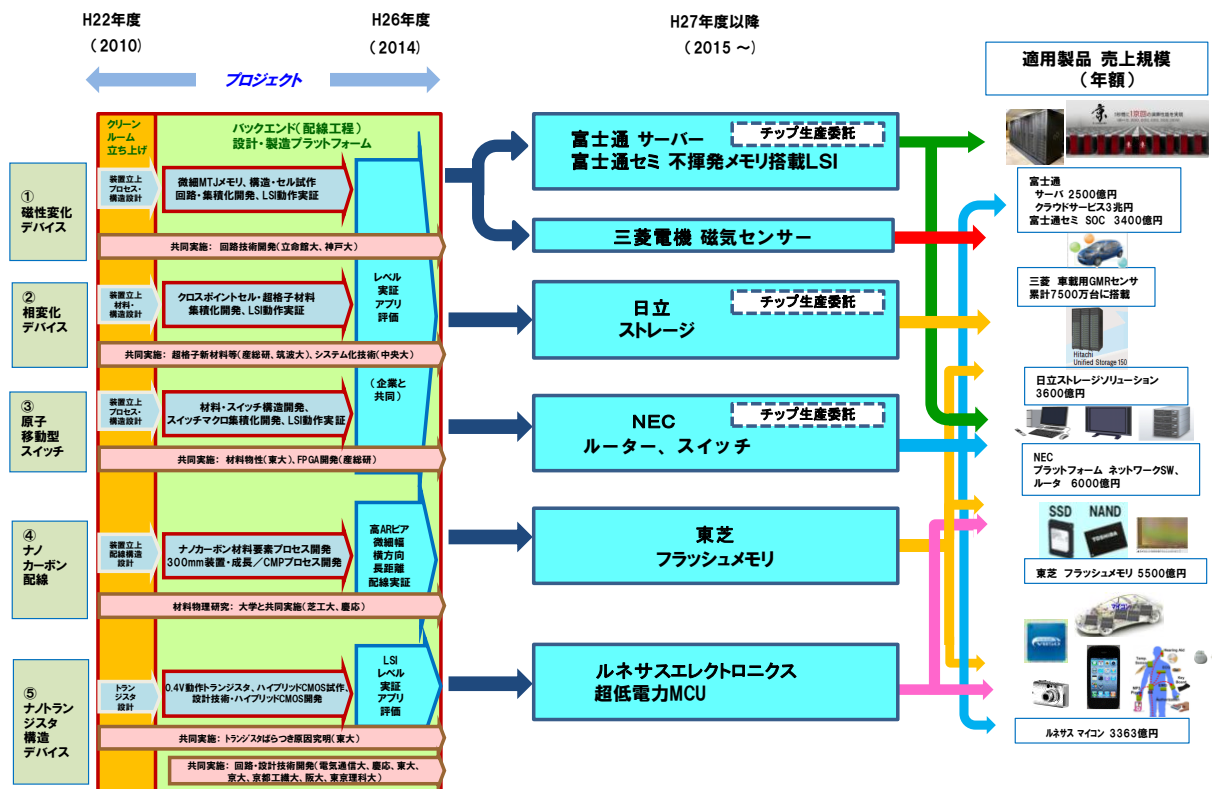 H22年度
(2010)
H26年度
(2014)
プロジェクト
H27年度以降
(2015 ～)
適用製品 売上規模
(年額)
クリーン
ルーム
立ち上げ
バックエンド(配線工程)
設計・製造プラットフォーム
①
磁性変化
デバイス
装置立上
プロセス・
構造設計
微細MTJメモリ、構造・セル試作
回路・集積化開発、LSI動作実証
共同実施: 回路技術開発(立命館大、神戸大)
②
相変化
デバイス
装置立上
材料・
構造設計
クロスポイントセル・超格子材料
集積化開発、LSI動作実証
共同実施: 超格子新材料等(産総研、筑波大)、システム化技術(中央大)
③
原子
移動型
スイッチ
装置立上
プロセス・
構造設計
材料・スイッチ構造開発、
スイッチマクロ集積化開発、LSI動作実証
共同実施: 材料物性(東大)、FPGA開発(産総研)
④
ナノ
カーボン
配線
装置立上
配線構造
設計
ナノカーボン材料要素プロセス開発
300mm装置・成長/CMPプロセス開発
材料物理研究: 大学と共同実施(芝工大、慶応)
⑤
ナノトラン
ジスタ
構造
デバイス
トラン
ジスタ
設計
0.4V動作トランジスタ、ハイブリッドCMOS試作、
設計技術・ハイブリッドCMOS開発
共同実施: トランジスタばらつき原因究明(東大)
共同実施: 回路・設計技術開発(電気通信大、慶応、東大、
京大、京都工繊大、阪大、東京理科大)
レベル
実証
アプリ
評価
(企業と
共同)
高ARビア
微細幅
横方向
長距離
配線実証
LSI
レベル
実証
アプリ
評価
富士通 サーバー
チップ生産委託
富士通セミ 不揮発メモリ搭載LSI
三菱電機 磁気センサー
日立
チップ生産委託
ストレージ
NEC
チップ生産委託
ルーター、スイッチ
東芝
フラッシュメモリ
ルネサスエレクトロニクス
超低電力MCU
京
富士通
サーバ 2500億円
クラウドサービス3兆円
富士通セミ SOC 3400億円
三菱 車載用GMRセンサ
累計7500万台に搭載
Hitachi
Unified Storage 150
日立ストレージソリューション
3600億円
NEC
プラットフォーム ネットワークSW、
ルータ 6000億円
SSD NAND
TOSHIBA
東芝 フラッシュメモリ 5500億円
マイコン
Hearing Aid
ルネサス マイコン 3363億円